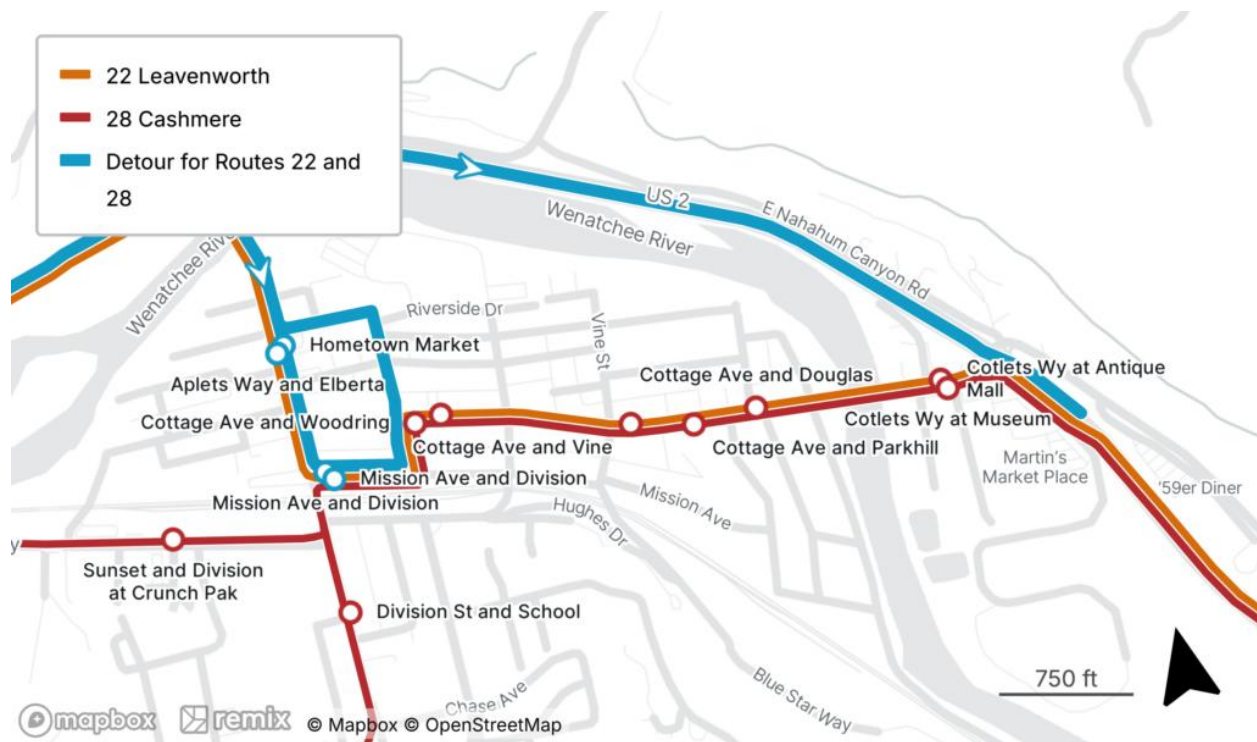 22 Leavenworth
28 Cashmere
Detour for Routes 22 and
28
US 2
E Nahahum Canyon Rd
Wenatchee River
Wenatchee Rive
Riverside Dr
Vine St
Hometown Market
Aplets Way and Elberta
Cottage Ave and Woodring
Cottage Ave and Vine
Cottage Ave and Douglas
Cottage Ave and Parkhill
Cotlets Wy at Antique
Mall
Cotlets Wy at Museum
Martin's
Market Place
'59er Diner
Mission Ave and Division
Mission Ave and Division
Mission Ave
Hughes Dr
y
Sunset and Division
at Crunch Pak
Division St and School
Chase Ave
Blue Star Way
750 ft
mapbox
remix
© Mapbox © OpenStreetMap